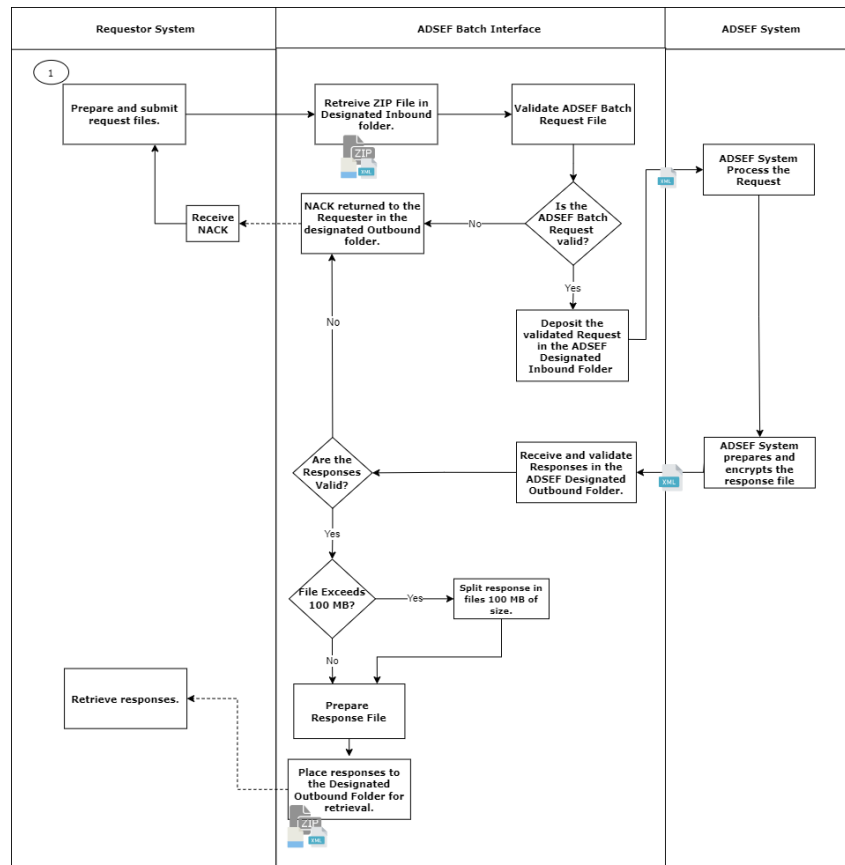 Requestor System
ADSEF Batch Interface
ADSEF System
1
Prepare and submit
request files.
Retreive ZIP File in
Designated Inbound
folder.
ZIP
XML
Validate ADSEF Batch
Request File
XML
ADSEF System
Process the
Request
Receive
NACK
NACK returned to the
Requester in the
designated Outbound
folder.
No
Is the
ADSEF Batch
Request
valid?
Yes
Deposit the
validated Request
in the ADSEF
Designated
Inbound Folder
No
Are the
Responses
Valid?
Receive and validate
Responses in the
ADSEF Designated
Outbound Folder.
XML
ADSEF System
prepares and
encrypts the
response file
Yes
File Exceeds
100 MB?
Yes
Split response in
files 100 MB of
size.
No
Retrieve responses.
Prepare
Response File
Place responses to
the Designated
Outbound Folder for
retrieval.
ZIP
XML